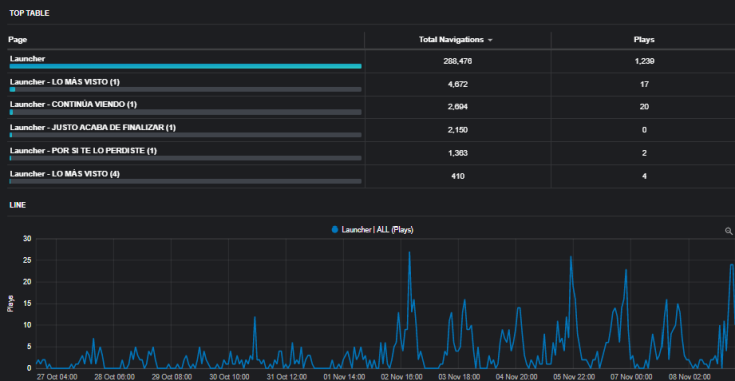 TOP TABLE
Page Total Navigations Plays
Launcher 288,476 1,239
Launcher - LO MÁS VISTO (1) 4,672 17
Launcher - CONTINÚA VIENDO (1) 2,694 20
Launcher - JUSTO ACABA DE FINALIZAR (1) 2,150 0
Launcher - POR SI TE LO PERDISTE (1) 1,363 2
Launcher - LO MÁS VISTO (4) 410 4
LINE
Launcher | ALL (Plays)
30
25
20
15
10
5
0
Plays
27 Oct 04:00 28 Oct 06:00 29 Oct 08:00 30 Oct 10:00 31 Oct 12:00 01 Nov 14:00 02 Nov 16:00 03 Nov 18:00 04 Nov 20:00 05 Nov 22:00 07 Nov 00:00 08 Nov 02:00